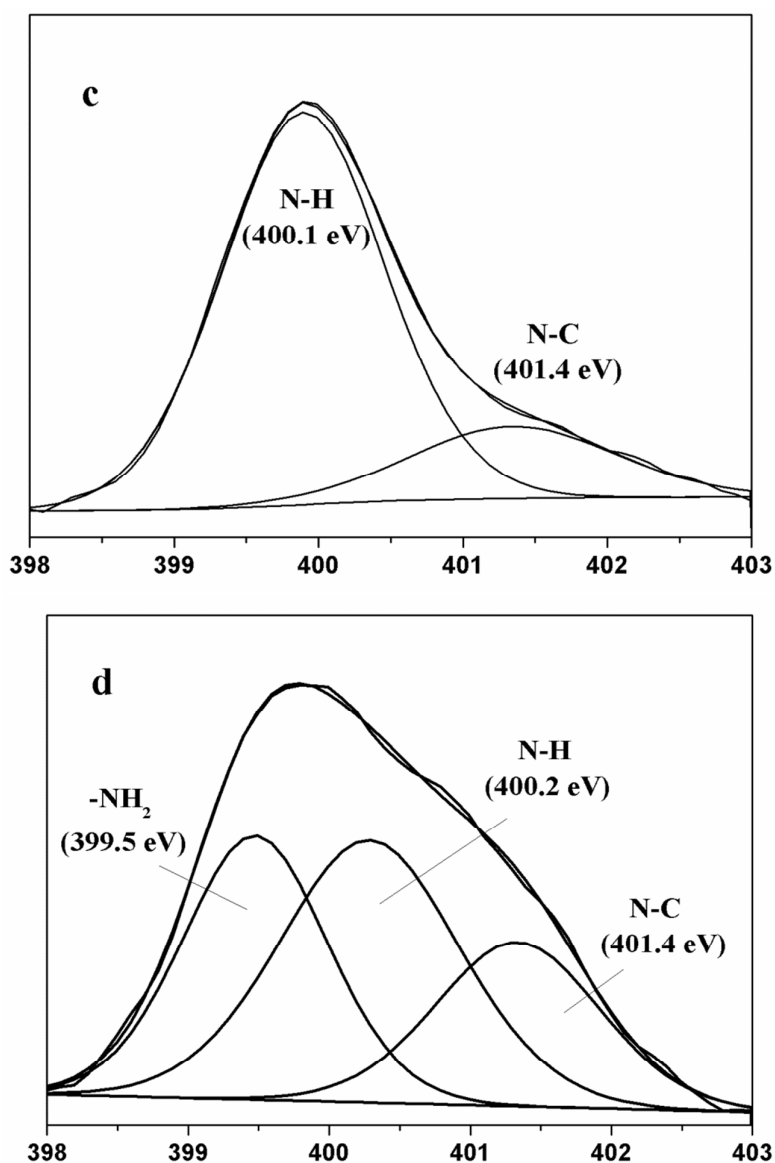 c
N-H
(400.1 eV)
N-C
(401.4 eV)
398 399 400 401 402 403
d
-NH₂
(399.5 eV)
N-H
(400.2 eV)
N-C
(401.4 eV)
398 399 400 401 402 403